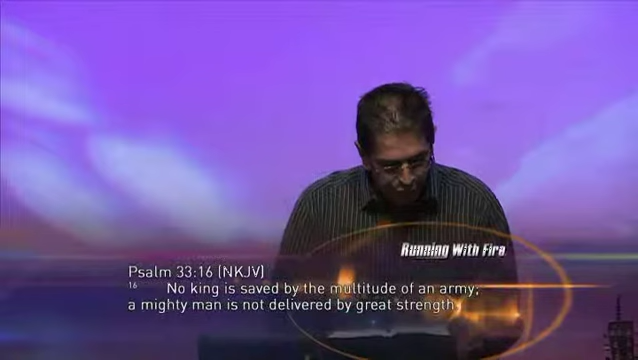 Running With Fire
Psalm 33:16 (NKJV)
16 No king is saved by the multitude of an army;
a mighty man is not delivered by great strength.